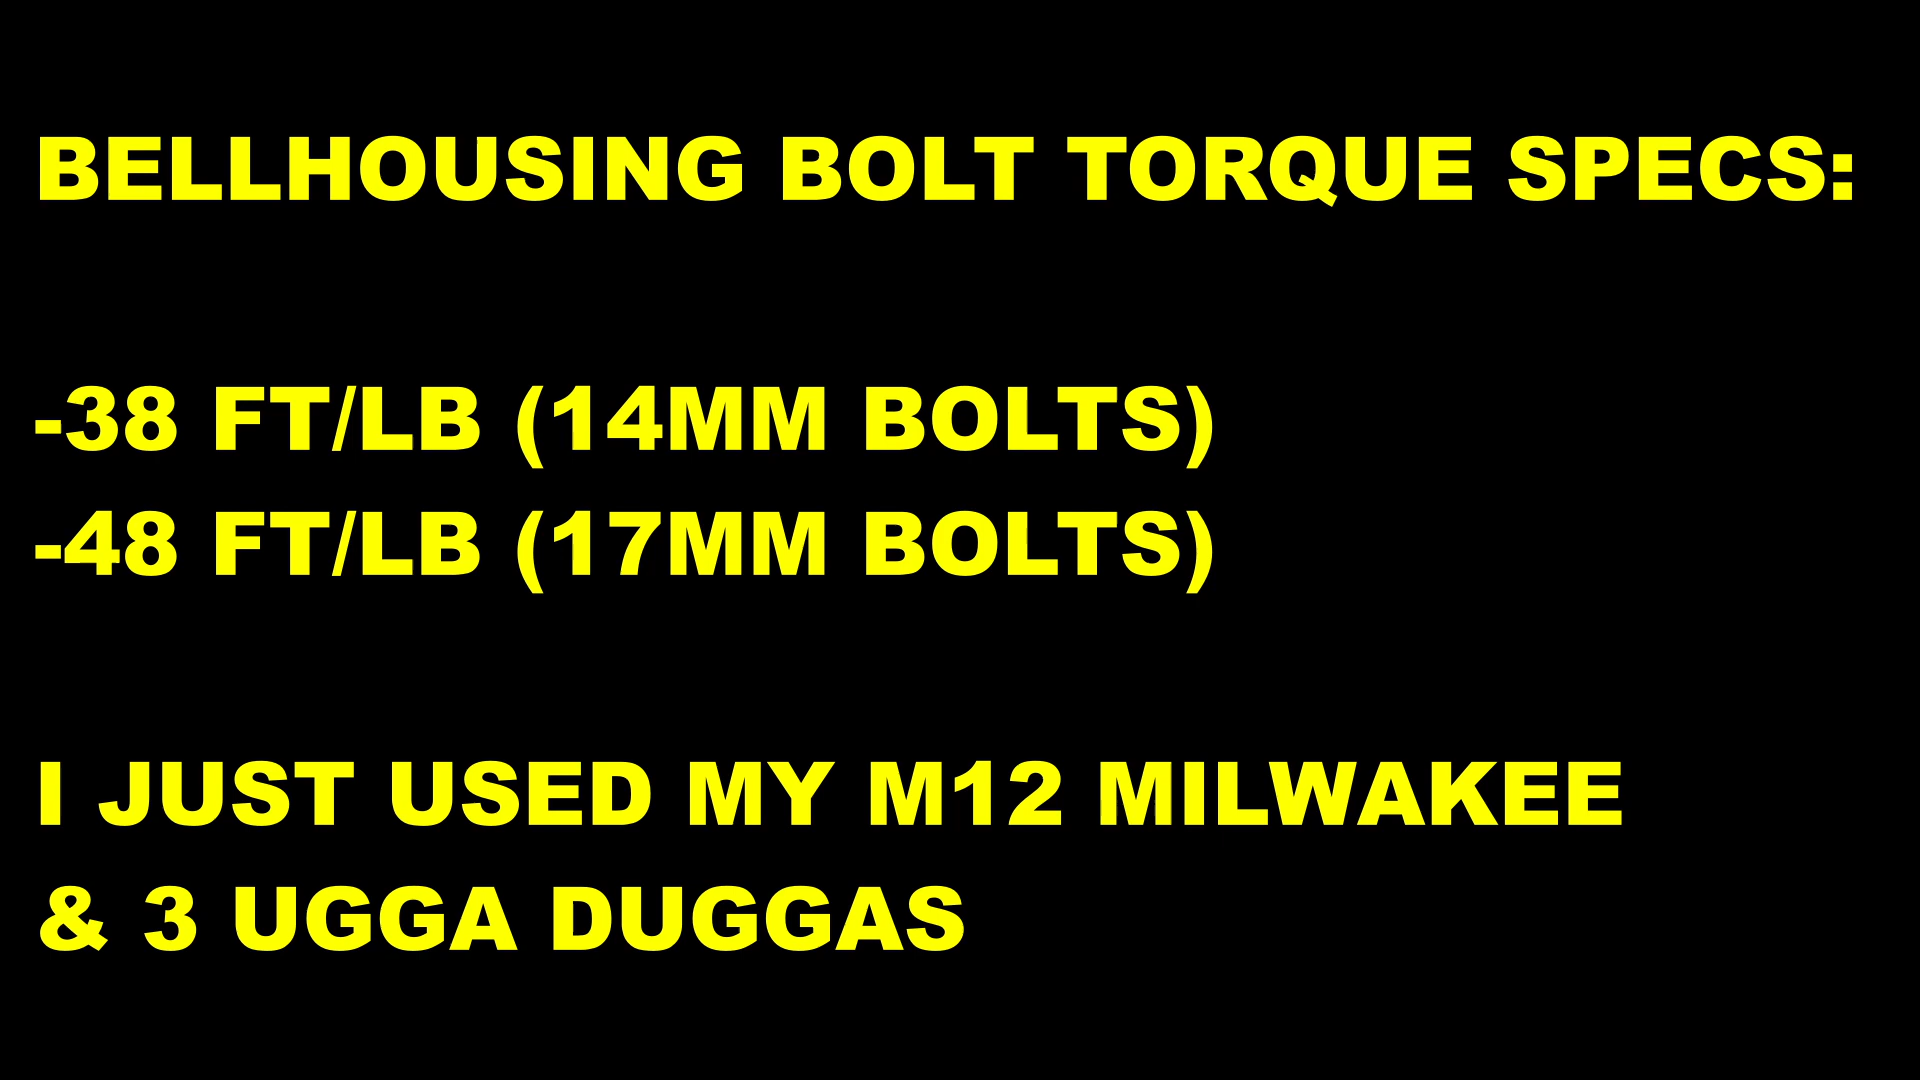 BELLHOUSING BOLT TORQUE SPECS:
-38 FT/LB (14MM BOLTS)
-48 FT/LB (17MM BOLTS)
I JUST USED MY M12 MILWAKEE
& 3 UGGA DUGGAS